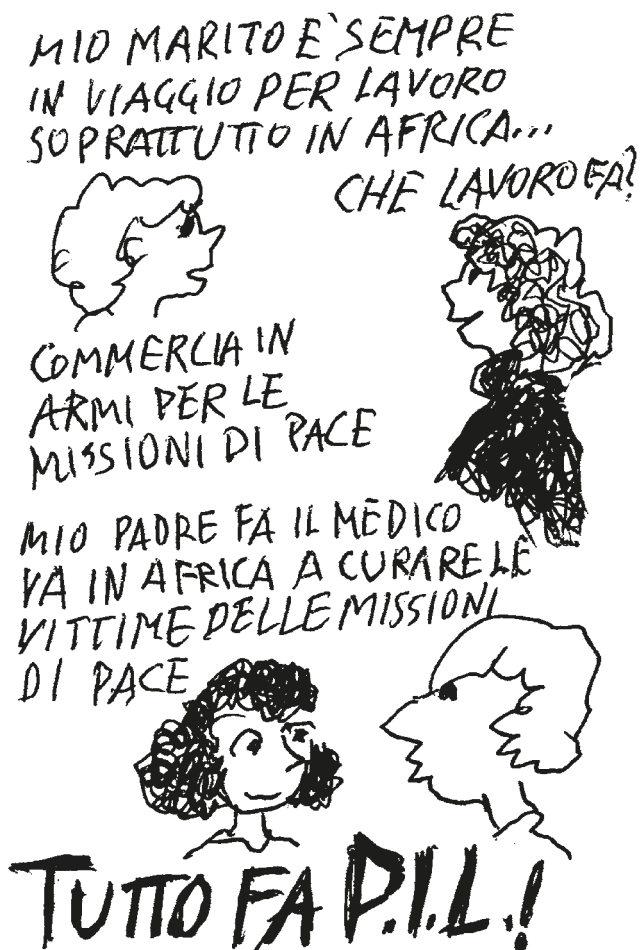 MIO MARITO E' SEMPRE
IN VIAGGIO PER LAVORO
SOPRATTUTTO IN AFRICA...
CHE LAVORO FA?
COMMERCIA IN
ARMI PER LE
MISSIONI DI PACE
MIO PADRE FA IL MEDICO
VA IN AFRICA A CURARE LE
VITTIME DELLE MISSIONI
DI PACE
TUTTO FA P.I.L.!